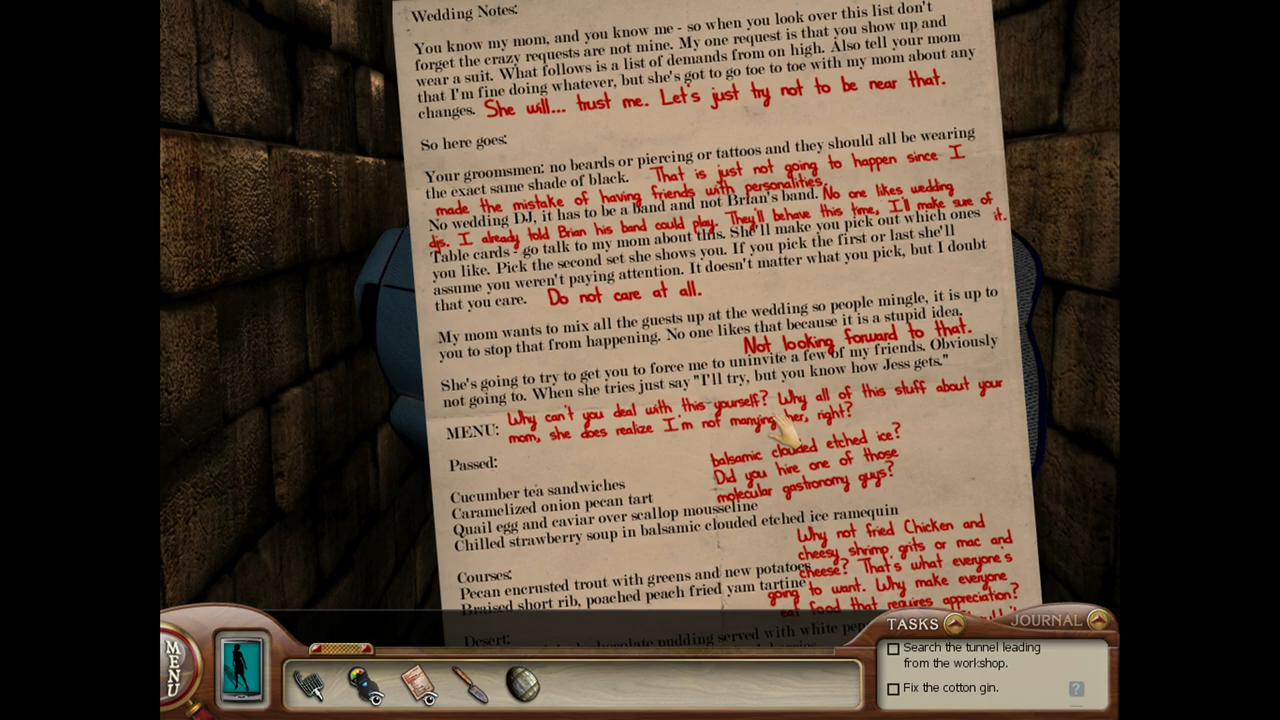 Wedding Notes:
You know my mom, and you know me - so when you look over this list don't
forget the crazy requests are not mine. My one request is that you show up and
wear a suit. What follows is a list of demands from on high. Also tell your mom
that I'm fine doing whatever, but she's got to go toe to toe with my mom about any
changes. She will... trust me. Let's just try not to be near that.
So here goes:
Your groomsmen: no beards or piercing or tattoos and they should all be wearing
the exact same shade of black. That is just not going to happen since I
made the mistake of having friends with personalities.
No wedding DJ, it has to be a band and not Brian's band. No one likes wedding
djs. I already told Brian his band could play. They'll behave this time, I'll make sure of
it.
Table cards - go talk to my mom about this. She'll make you pick out which ones
you like. Pick the second set she shows you. If you pick the first or last she'll
assume you weren't paying attention. It doesn't matter what you pick, but I doubt
that you care. Do not care at all.
My mom wants to mix all the guests up at the wedding so people mingle, it is up to
you to stop that from happening. No one likes that because it is a stupid idea.
Not looking forward to that.
She's going to try to get you to force me to uninvite a few of my friends. Obviously
not going to. When she tries just say "I'll try, but you know how Jess gets."
Why can't you deal with this yourself? Why all of this stuff about your
mom, she does realize I'm not marrying her, right?
MENU:
Passed:
balsamic clouded etched ice?
Did you hire one of those
molecular gastronomy guys?
Cucumber tea sandwiches
Caramelized onion pecan tart
Quail egg and caviar over scallop mousseline
Chilled strawberry soup in balsamic clouded etched ice ramequin
Why not fried Chicken and
cheesy shrimp grits or mac and
cheese? That's what everyone's
going to want. Why make everyone
eat food that requires appreciation?
Courses:
Pecan encrusted trout with greens and new potatoes
Braised short rib, poached peach fried yam tartine
Desert:
pudding served with white
MENU
TASKS
JOURNAL
Search the tunnel leading
from the workshop.
Fix the cotton gin.
?